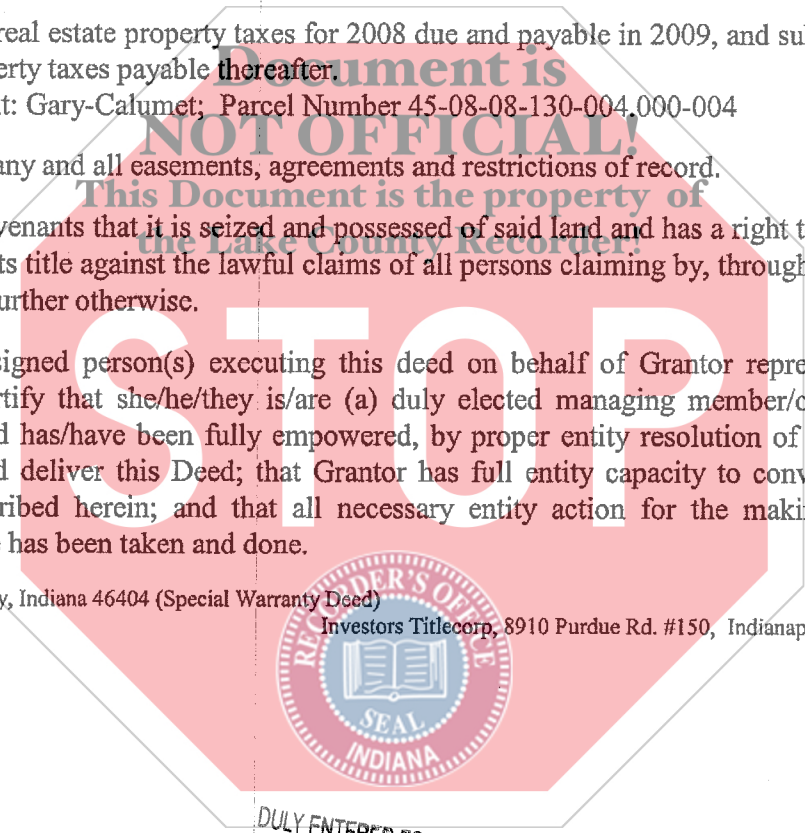 real estate property taxes for 2008 due and payable in 2009, and su
Document is
erty taxes payable thereafter.
t: Gary-Calumet; Parcel Number 45-08-08-130-004.000-004
NOT OFFICIAL!
any and all easements, agreements and restrictions of record.
This Document is the property of
venants that it is seized and possessed of said land and has a right t
the Lake County Recorder!
ts title against the lawful claims of all persons claiming by, through
urther otherwise.
STOP
signed person(s) executing this deed on behalf of Grantor repre
rtify that she/he/they is/are (a) duly elected managing member/o
d has/have been fully empowered, by proper entity resolution of
d deliver this Deed; that Grantor has full entity capacity to conv
ribed herein; and that all necessary entity action for the maki
has been taken and done.
y, Indiana 46404 (Special Warranty Deed)
Investors Titlecorp, 8910 Purdue Rd. #150, Indianap
RECORDER'S OFFICE
SEAL
INDIANA
DULY ENTERED